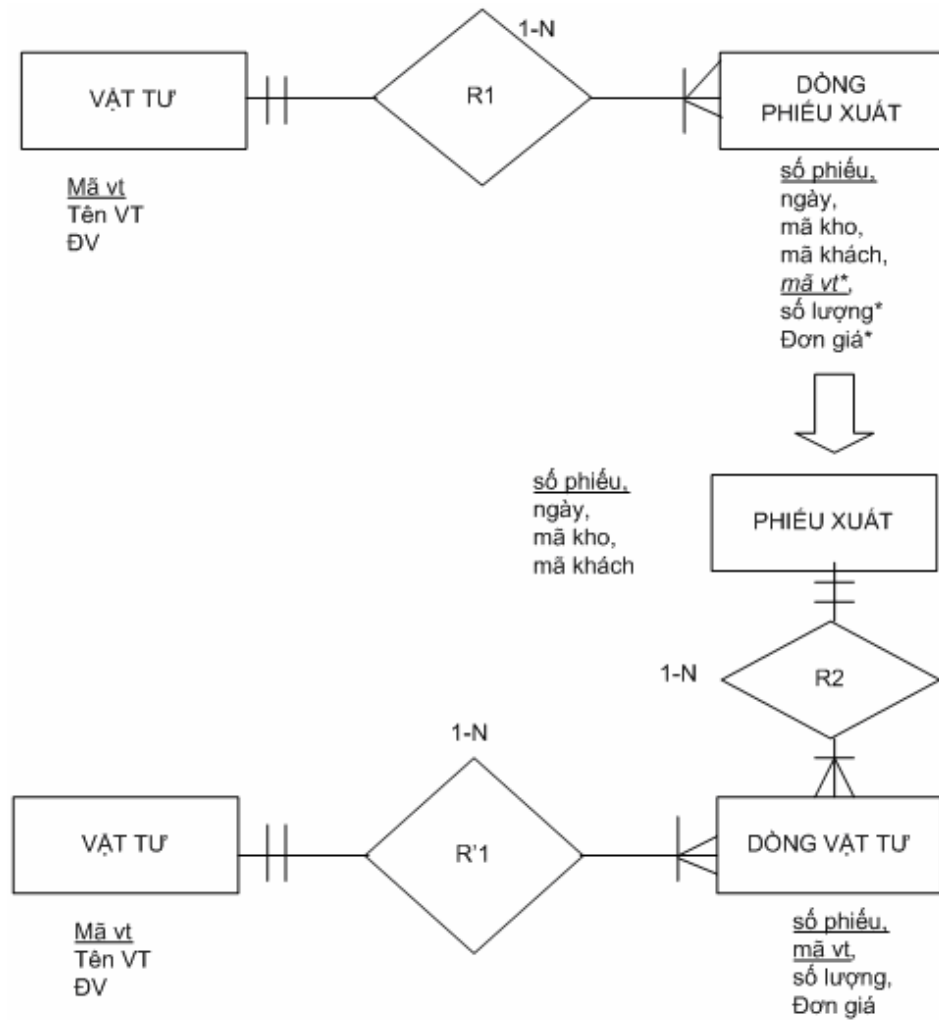 1-N
VẬT TƯ
R1
DÒNG
PHIẾU XUẤT
Mã vt
Tên VT
ĐV
số phiếu,
ngày,
mã kho,
mã khách,
mã vt*,
số lượng*
Đơn giá*
số phiếu,
ngày,
mã kho,
mã khách
PHIẾU XUẤT
1-N
R2
1-N
VẬT TƯ
R'1
DÒNG VẬT TƯ
Mã vt
Tên VT
ĐV
số phiếu,
mã vt,
số lượng,
Đơn giá